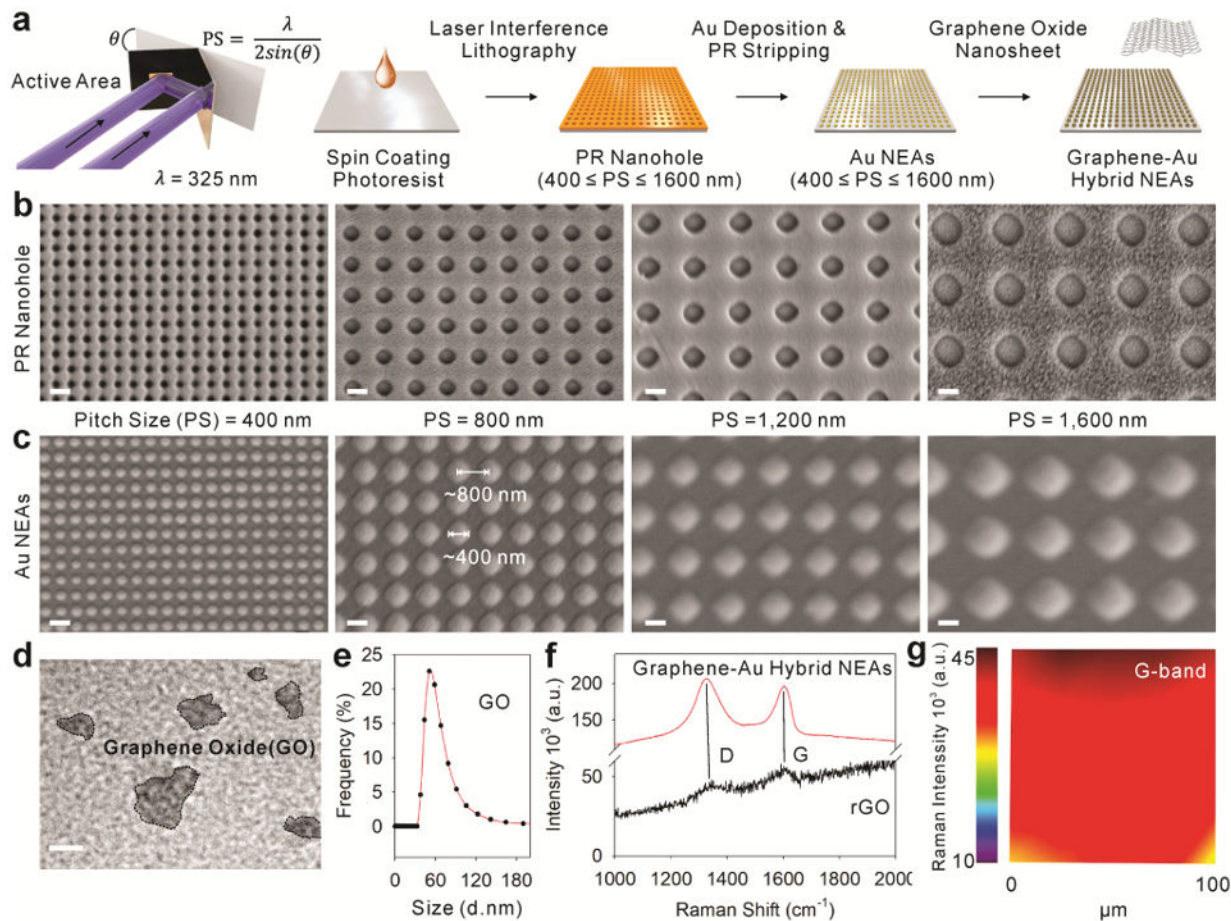 a
θ
PS = λ / 2sin(θ)
Active Area
λ = 325 nm
Spin Coating
Photoresist
Laser Interference
Lithography
PR Nanohole
(400 ≤ PS ≤ 1600 nm)
Au Deposition &
PR Stripping
Au NEAs
(400 ≤ PS ≤ 1600 nm)
Graphene Oxide
Nanosheet
Graphene-Au
Hybrid NEAs
b
PR Nanohole
Pitch Size (PS) = 400 nm
PS = 800 nm
PS =1,200 nm
PS = 1,600 nm
c
Au NEAs
~800 nm
~400 nm
d
Graphene Oxide(GO)
e
GO
Frequency (%)
25
20
15
10
5
0
0 60 120 180
Size (d.nm)
f
Graphene-Au Hybrid NEAs
Intensity 10³ (a.u.)
200
150
50
0
D
G
rGO
1000 1200 1400 1600 1800 2000
Raman Shift (cm⁻¹)
g
G-band
Raman Intenssity 10³ (a.u.)
45
10
0 100
µm